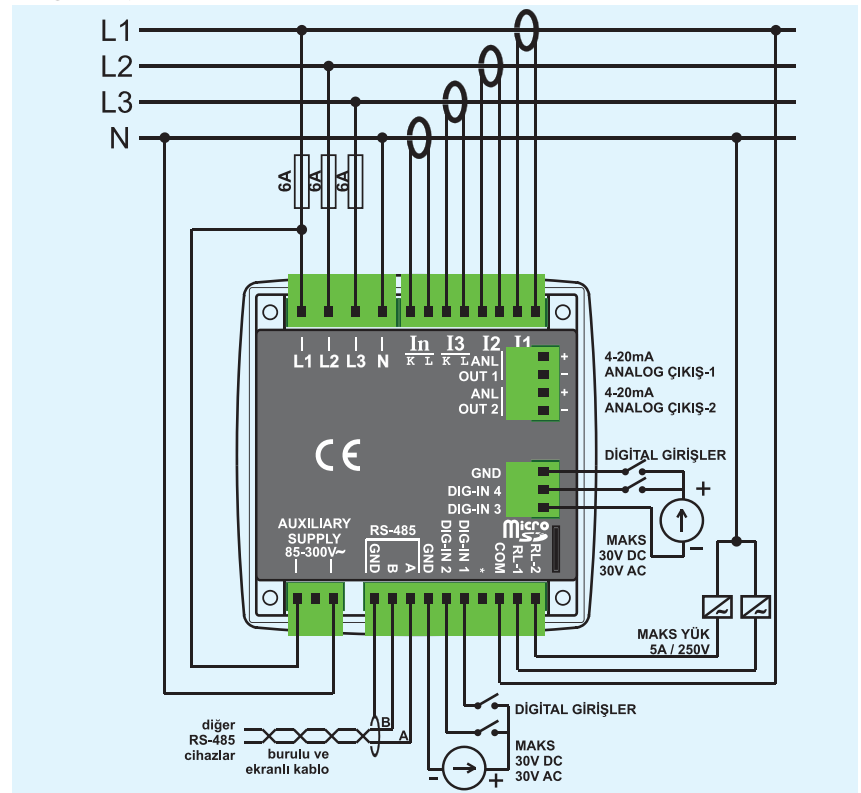 L1
L2
L3
N
6A
6A
6A
L1 L2 L3 N
In I3 I2 I1
K L K L
ANL
OUT 1
ANL
OUT 2
+
−
+
−
4-20mA
ANALOG ÇIKIŞ-1
4-20mA
ANALOG ÇIKIŞ-2
CE
GND
DIG-IN 4
DIG-IN 3
DİGİTAL GİRİŞLER
+
−
MAKS
30V DC
30V AC
Micro
SD
AUXILIARY
SUPPLY
85-300V~
RS-485
GND
B
A
GND
DIG-IN 2
DIG-IN 1
*
COM
RL-1
RL-2
MAKS YÜK
5A / 250V
diğer
RS-485
cihazlar
burulu ve
ekranlı kablo
B
A
DİGİTAL GİRİŞLER
MAKS
30V DC
30V AC
−
+